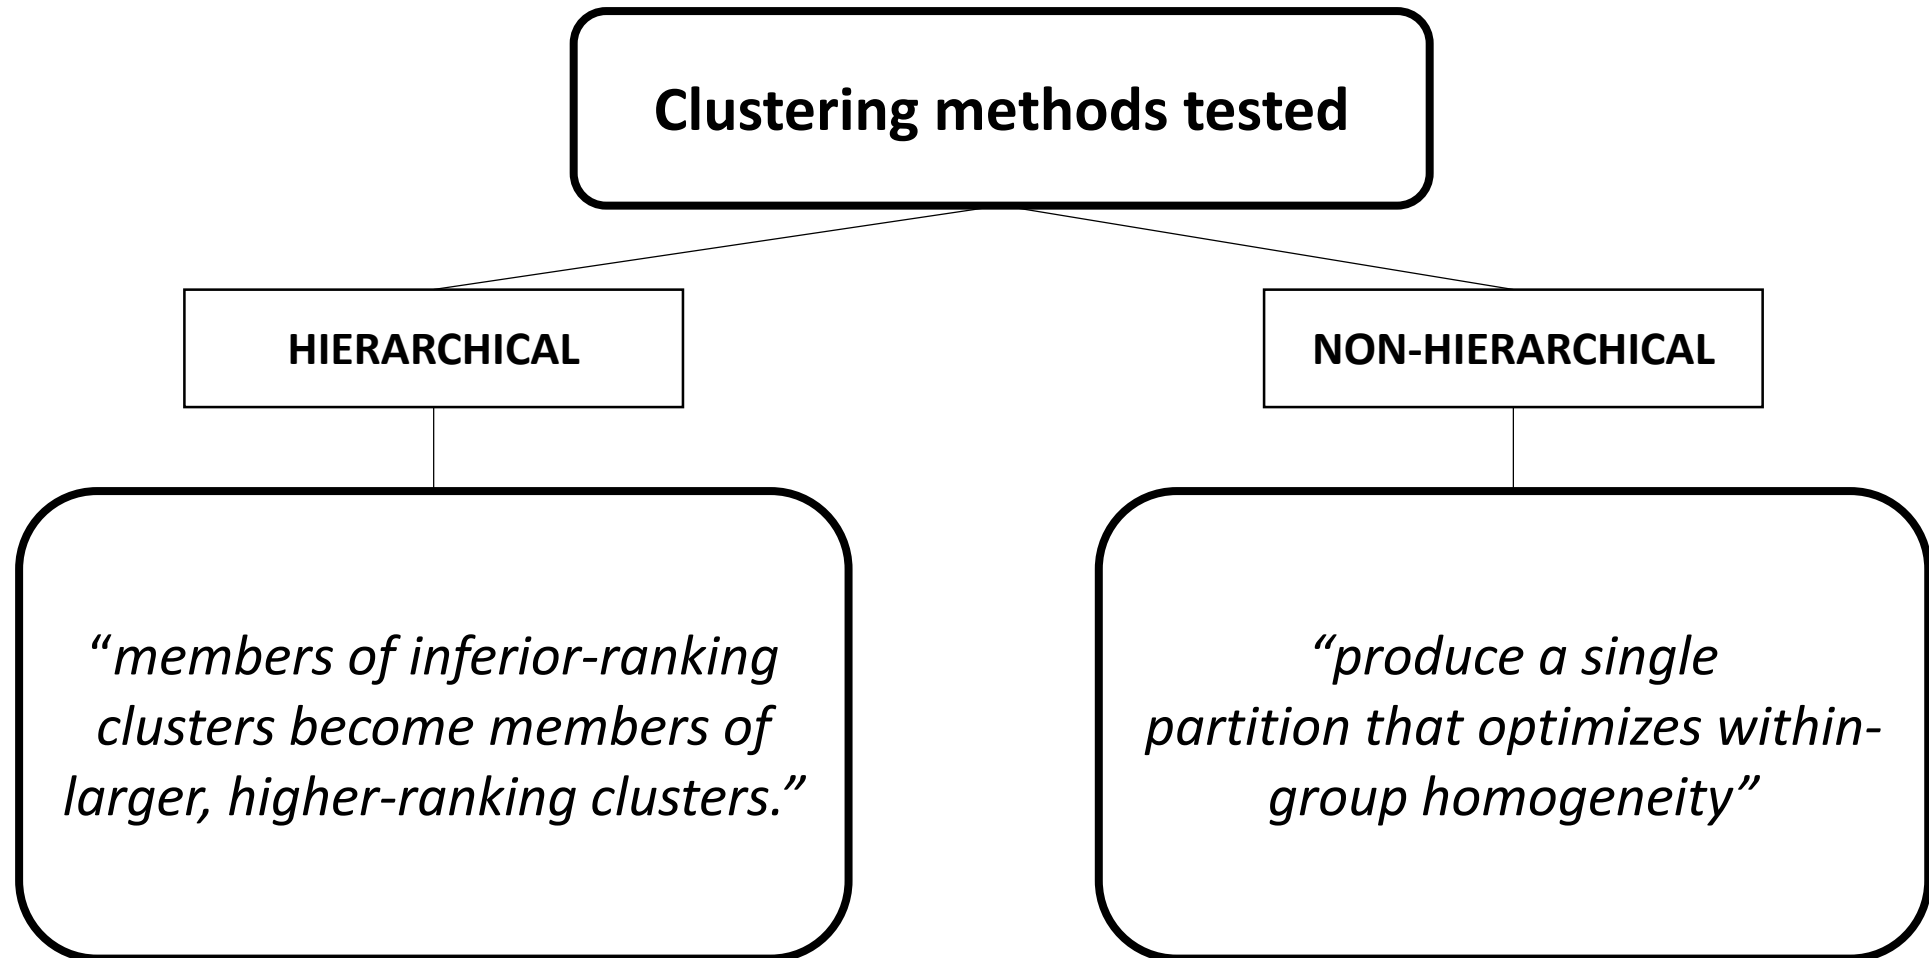 Clustering methods tested
HIERARCHICAL
NON-HIERARCHICAL
“members of inferior-ranking
clusters become members of
larger, higher-ranking clusters.”
“produce a single
partition that optimizes within-
group homogeneity”